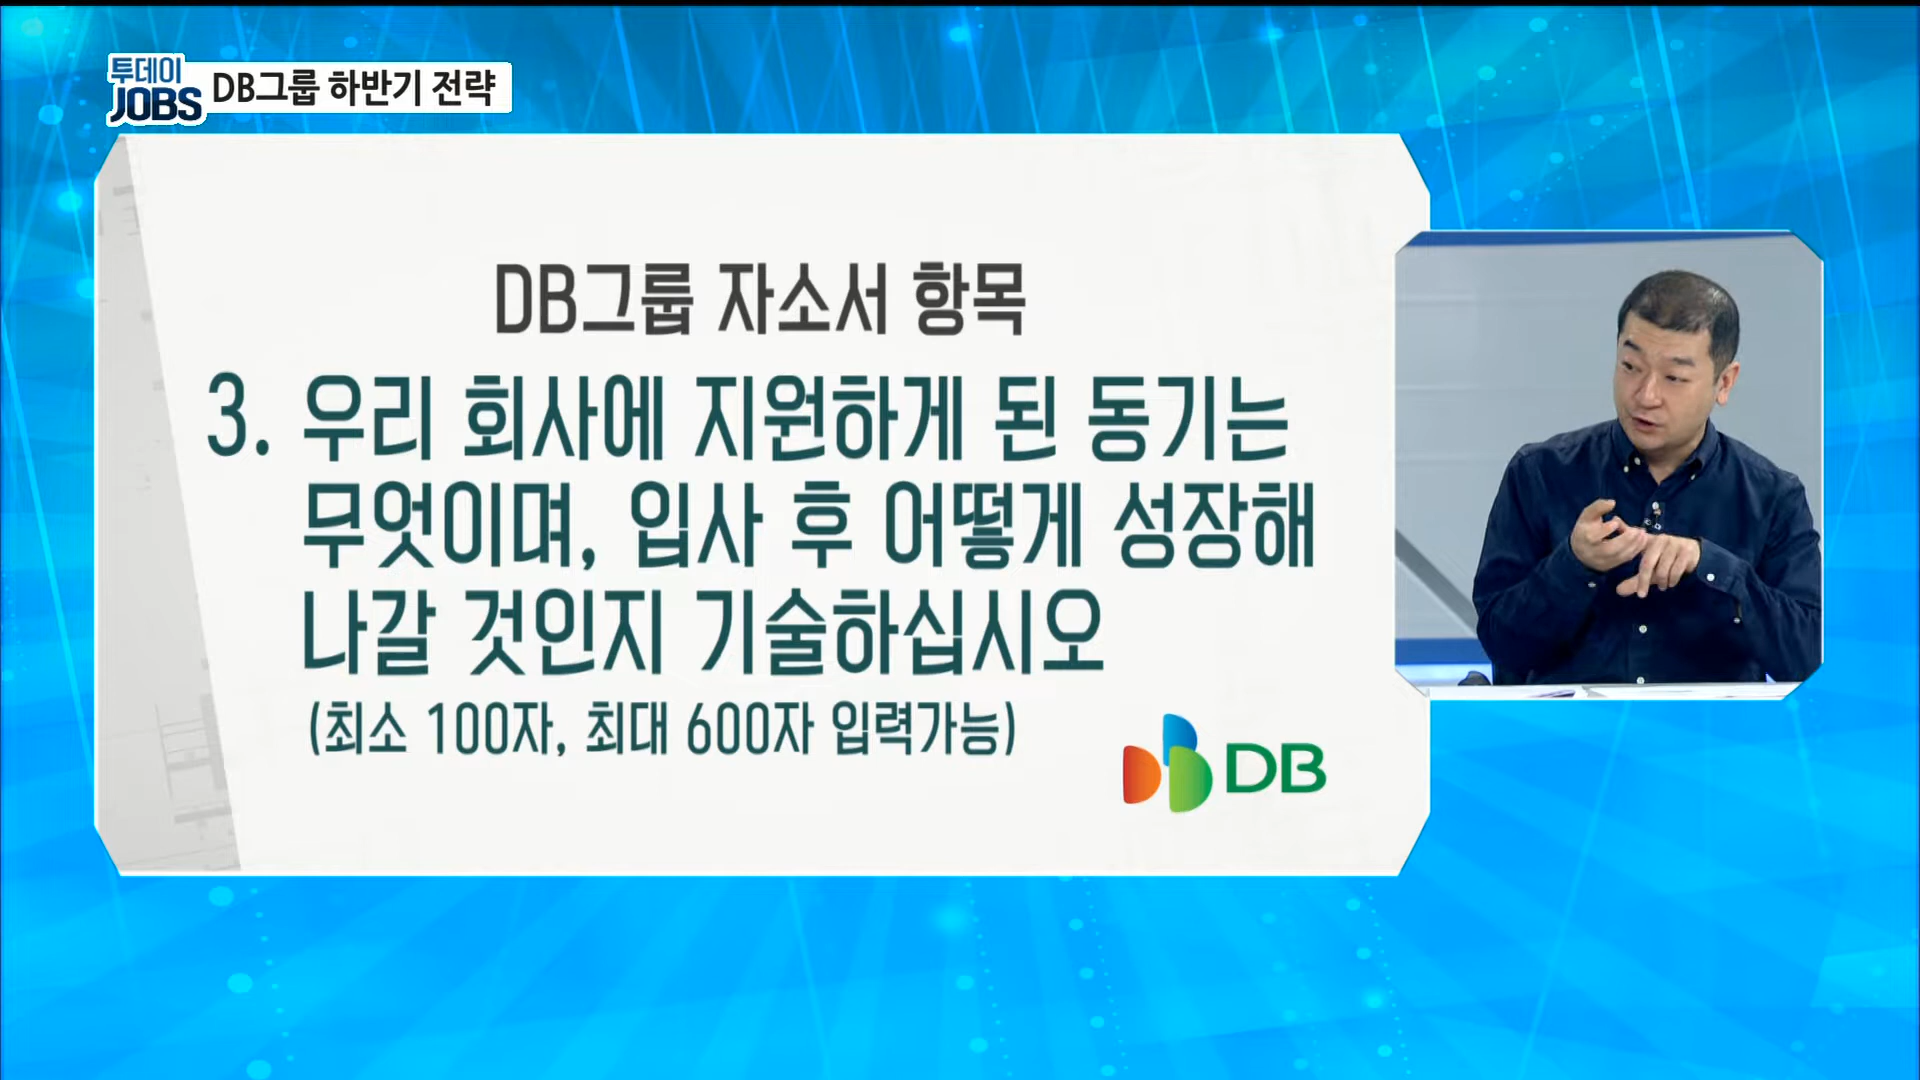 투데이
JOBS
DB그룹 하반기 전략
DB그룹 자소서 항목
3. 우리 회사에 지원하게 된 동기는
무엇이며, 입사 후 어떻게 성장해
나갈 것인지 기술하십시오
(최소 100자, 최대 600자 입력가능)
DB